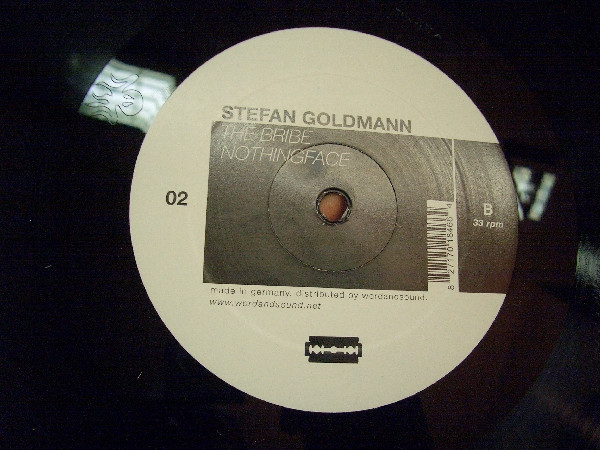 STEFAN GOLDMANN
THE BRIBE
NOTHINGFACE
02
B
33 rpm
made in germany. distributed by wordandsound.
www.wordandsound.net